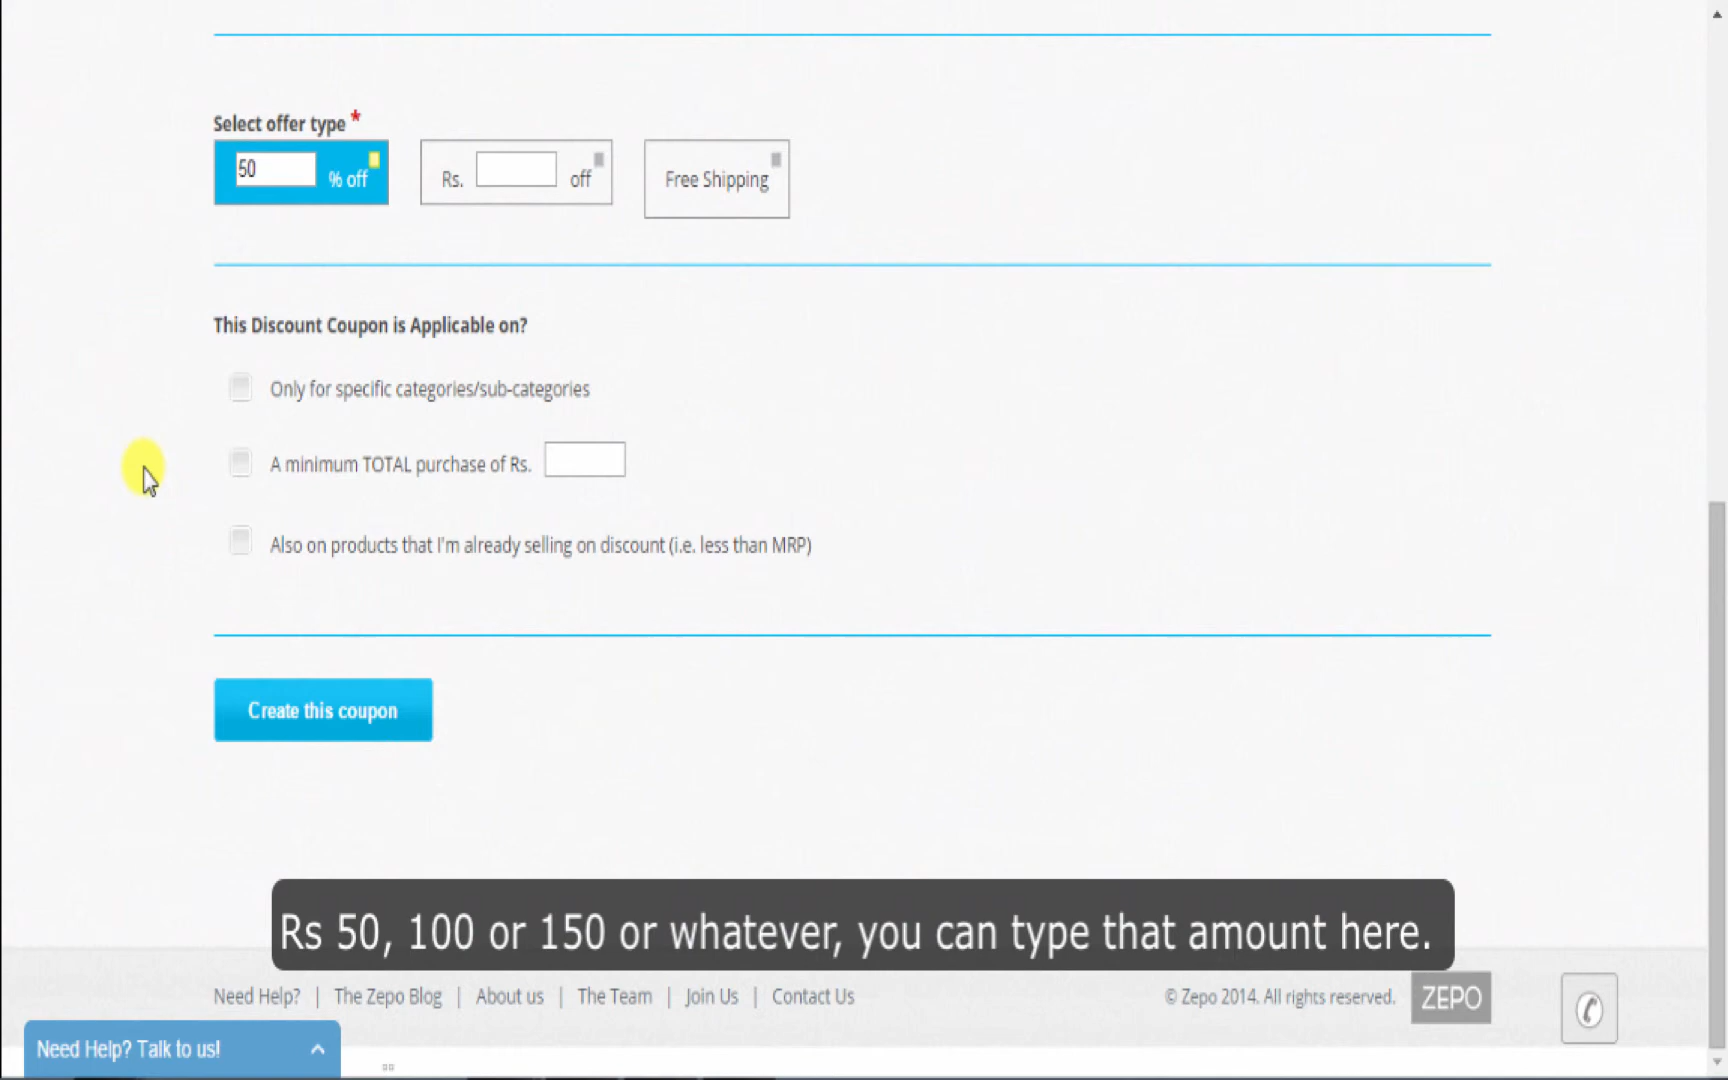 Select offer type *
50 % off
Rs. off
Free Shipping
This Discount Coupon is Applicable on?
Only for specific categories/sub-categories
A minimum TOTAL purchase of Rs.
Also on products that I'm already selling on discount (i.e. less than MRP)
Create this coupon
Rs 50, 100 or 150 or whatever, you can type that amount here.
Need Help? | The Zepo Blog | About us | The Team | Join Us | Contact Us
© Zepo 2014. All rights reserved. ZEPO
Need Help? Talk to us!